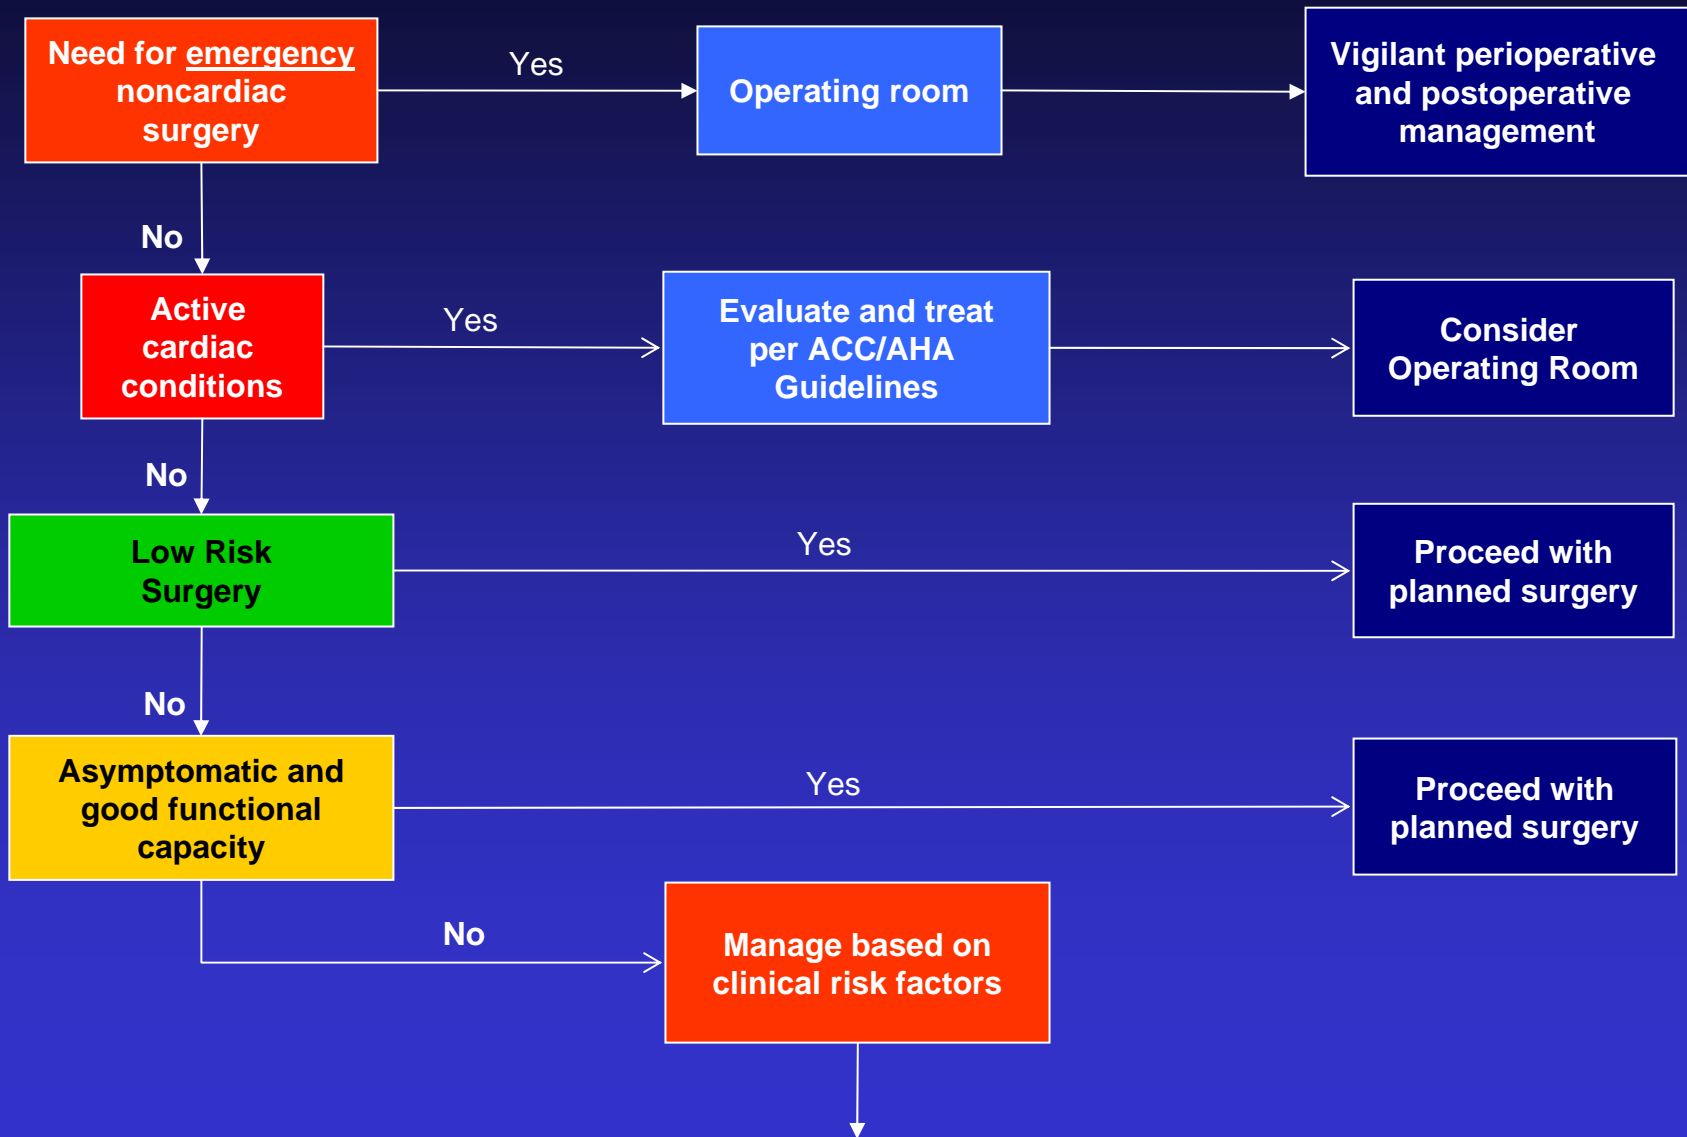 Need for emergency
noncardiac
surgery
Yes
Operating room
Vigilant perioperative
and postoperative
management
No
Active
cardiac
conditions
Yes
Evaluate and treat
per ACC/AHA
Guidelines
Consider
Operating Room
No
Low Risk
Surgery
Yes
Proceed with
planned surgery
No
Asymptomatic and
good functional
capacity
Yes
Proceed with
planned surgery
No
Manage based on
clinical risk factors